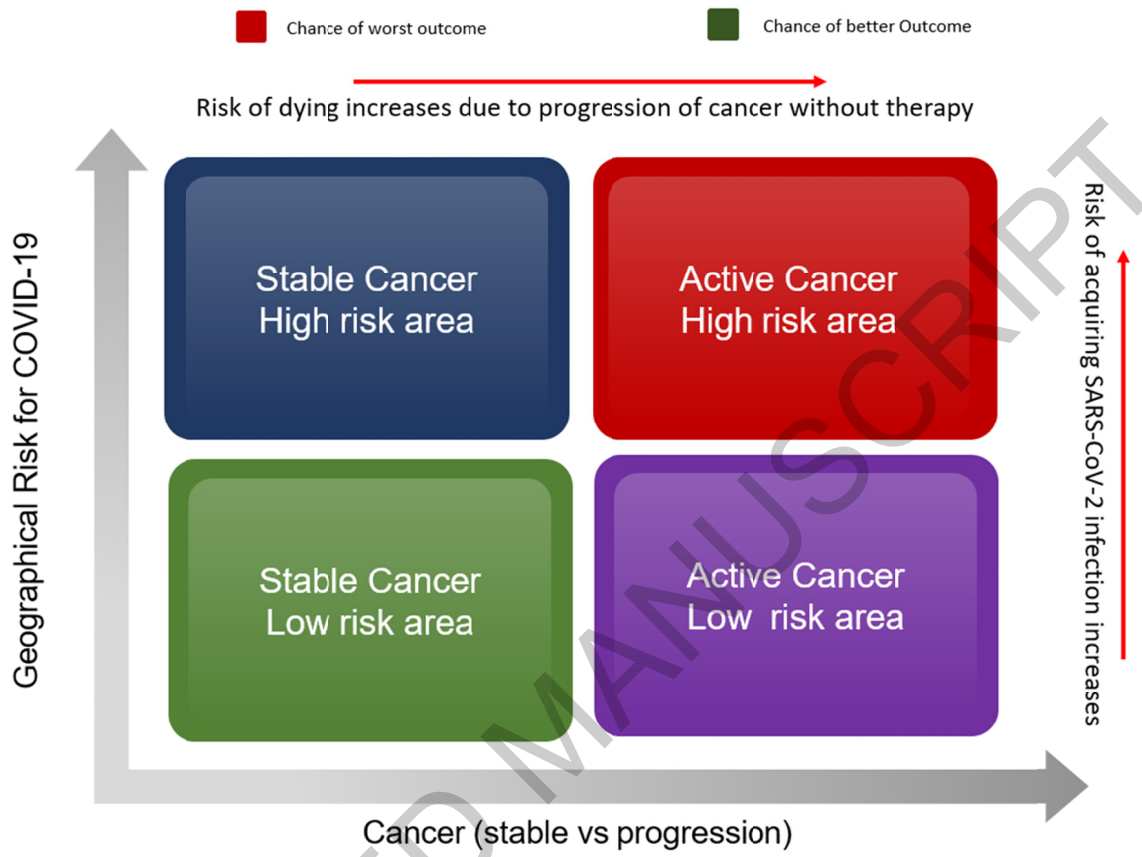 Chance of worst outcome
Chance of better Outcome
Risk of dying increases due to progression of cancer without therapy
Geographical Risk for COVID-19
Stable Cancer
High risk area
Active Cancer
High risk area
Risk of acquiring SARS-CoV-2 infection increases
Stable Cancer
Low risk area
Active Cancer
Low risk area
Cancer (stable vs progression)
ED MANUSCRIPT